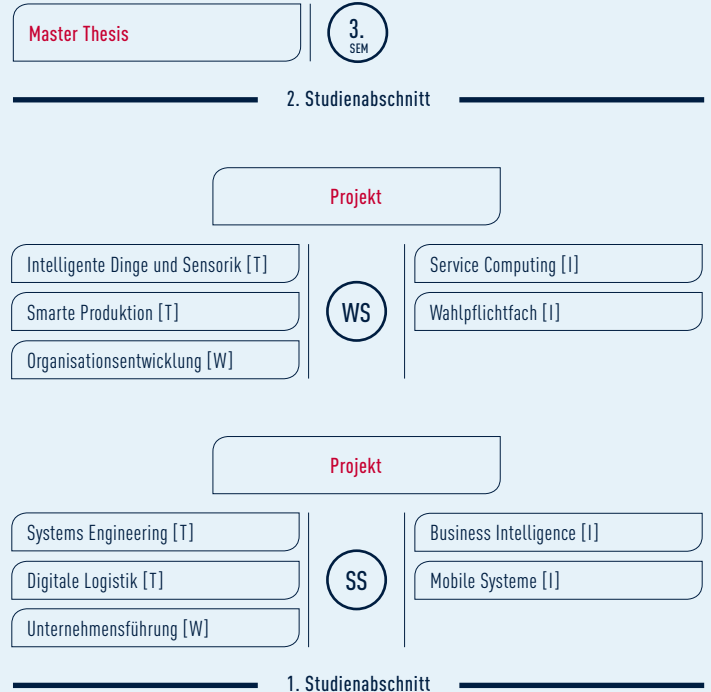 Master Thesis
3.
SEM
2. Studienabschnitt
Projekt
Intelligente Dinge und Sensorik [T]
Smarte Produktion [T]
Organisationsentwicklung [W]
WS
Service Computing [I]
Wahlpflichtfach [I]
Projekt
Systems Engineering [T]
Digitale Logistik [T]
Unternehmensführung [W]
SS
Business Intelligence [I]
Mobile Systeme [I]
1. Studienabschnitt